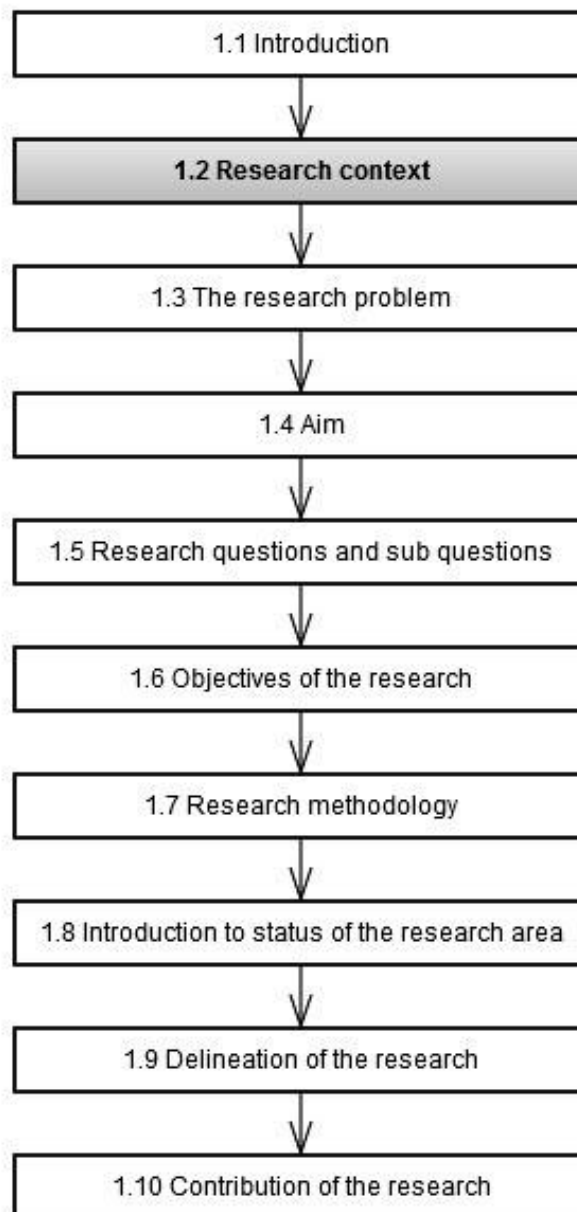 1.1 Introduction
1.2 Research context
1.3 The research problem
1.4 Aim
1.5 Research questions and sub questions
1.6 Objectives of the research
1.7 Research methodology
1.8 Introduction to status of the research area
1.9 Delineation of the research
1.10 Contribution of the research